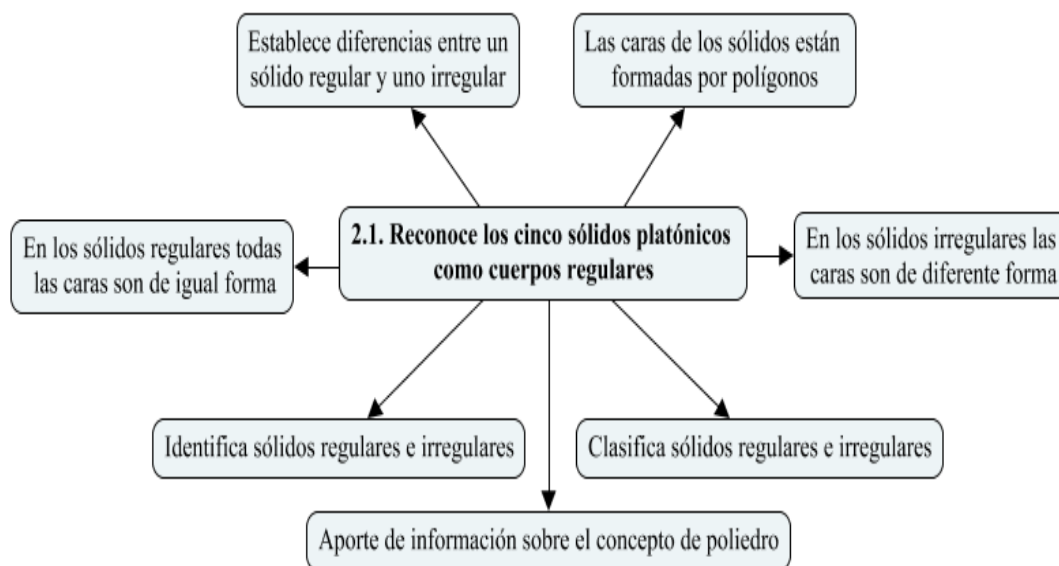 Establece diferencias entre un
sólido regular y uno irregular
Las caras de los sólidos están
formadas por polígonos
2.1. Reconoce los cinco sólidos platónicos
como cuerpos regulares
En los sólidos regulares todas
las caras son de igual forma
En los sólidos irregulares las
caras son de diferente forma
Identifica sólidos regulares e irregulares
Clasifica sólidos regulares e irregulares
Aporte de información sobre el concepto de poliedro